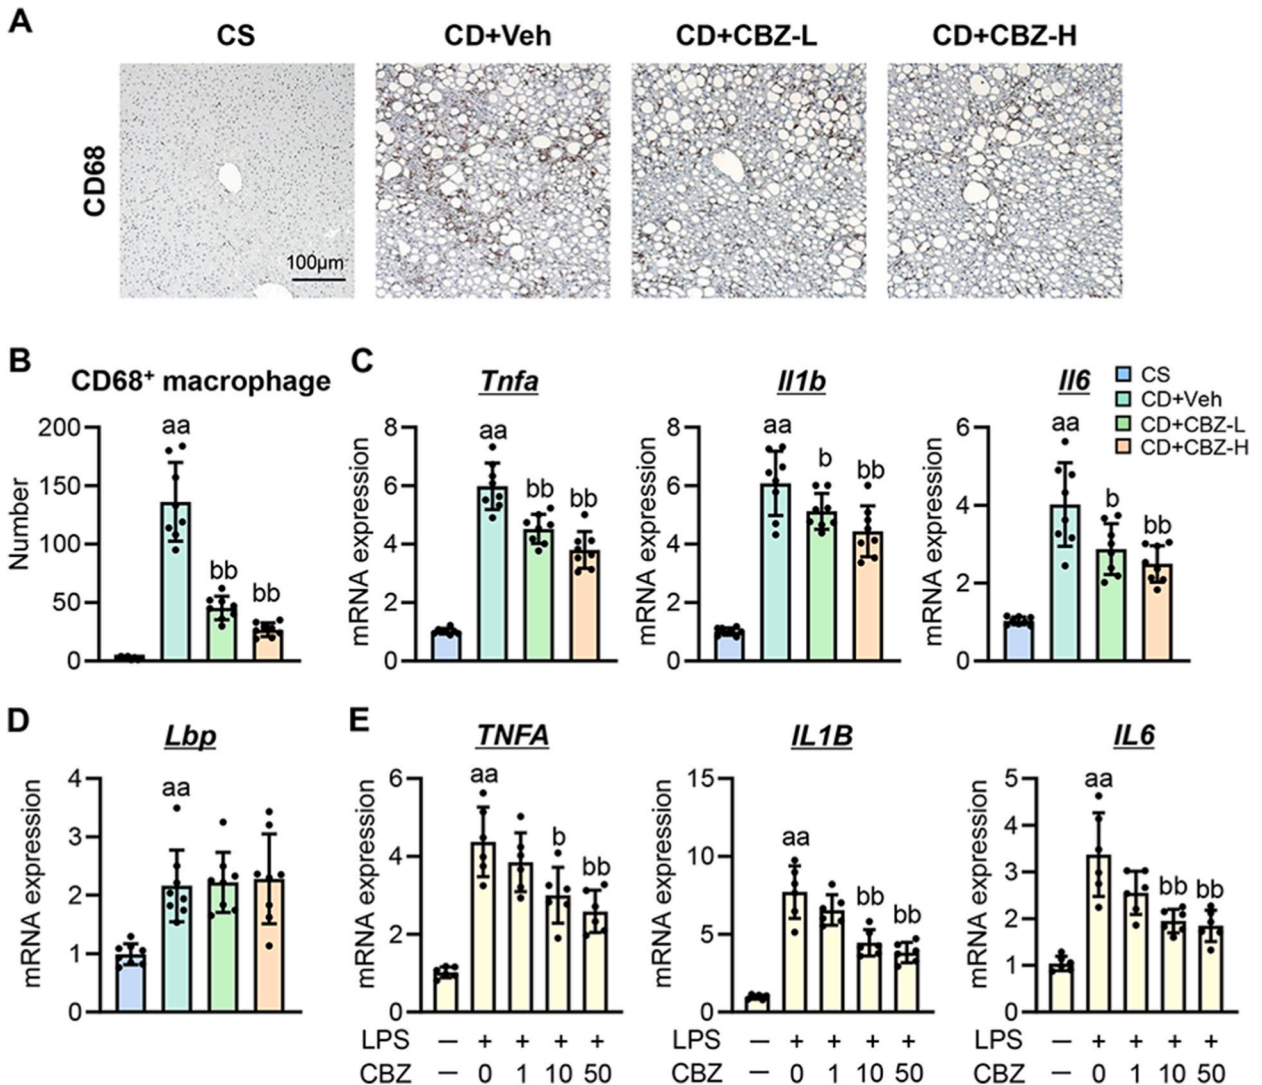 A
CS
CD+Veh
CD+CBZ-L
CD+CBZ-H
CD68
100μm
B
CD68+ macrophage
Number
200
150
100
50
0
aa
bb
bb
C
Tnfa
mRNA expression
8
6
4
2
0
aa
bb
bb
Il1b
mRNA expression
8
6
4
2
0
aa
b
bb
Il6
mRNA expression
6
4
2
0
aa
b
bb
CS
CD+Veh
CD+CBZ-L
CD+CBZ-H
D
Lbp
mRNA expression
4
3
2
1
0
aa
E
TNFA
mRNA expression
6
4
2
0
aa
b
bb
LPS — + + + +
CBZ — 0 1 10 50
IL1B
mRNA expression
15
10
5
0
aa
bb
bb
LPS — + + + +
CBZ — 0 1 10 50
IL6
mRNA expression
5
4
3
2
1
0
aa
bb
bb
LPS — + + + +
CBZ — 0 1 10 50